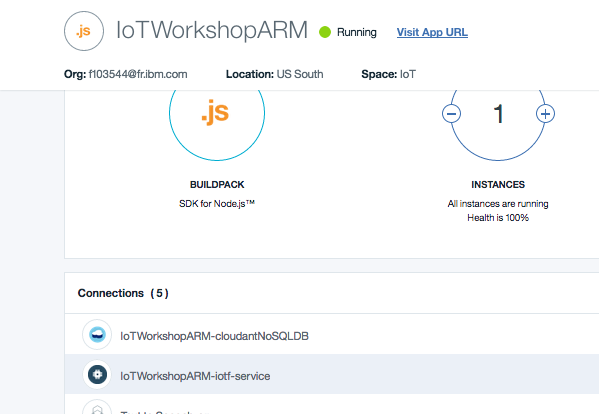 .js IoTWorkshopARM Running Visit App URL
Org: f103544@fr.ibm.com Location: US South Space: IoT
.js 1
BUILDPACK INSTANCES
SDK for Node.js™ All instances are running
Health is 100%
Connections (5)
IoTWorkshopARM-cloudantNoSQLDB
IoTWorkshopARM-iotf-service